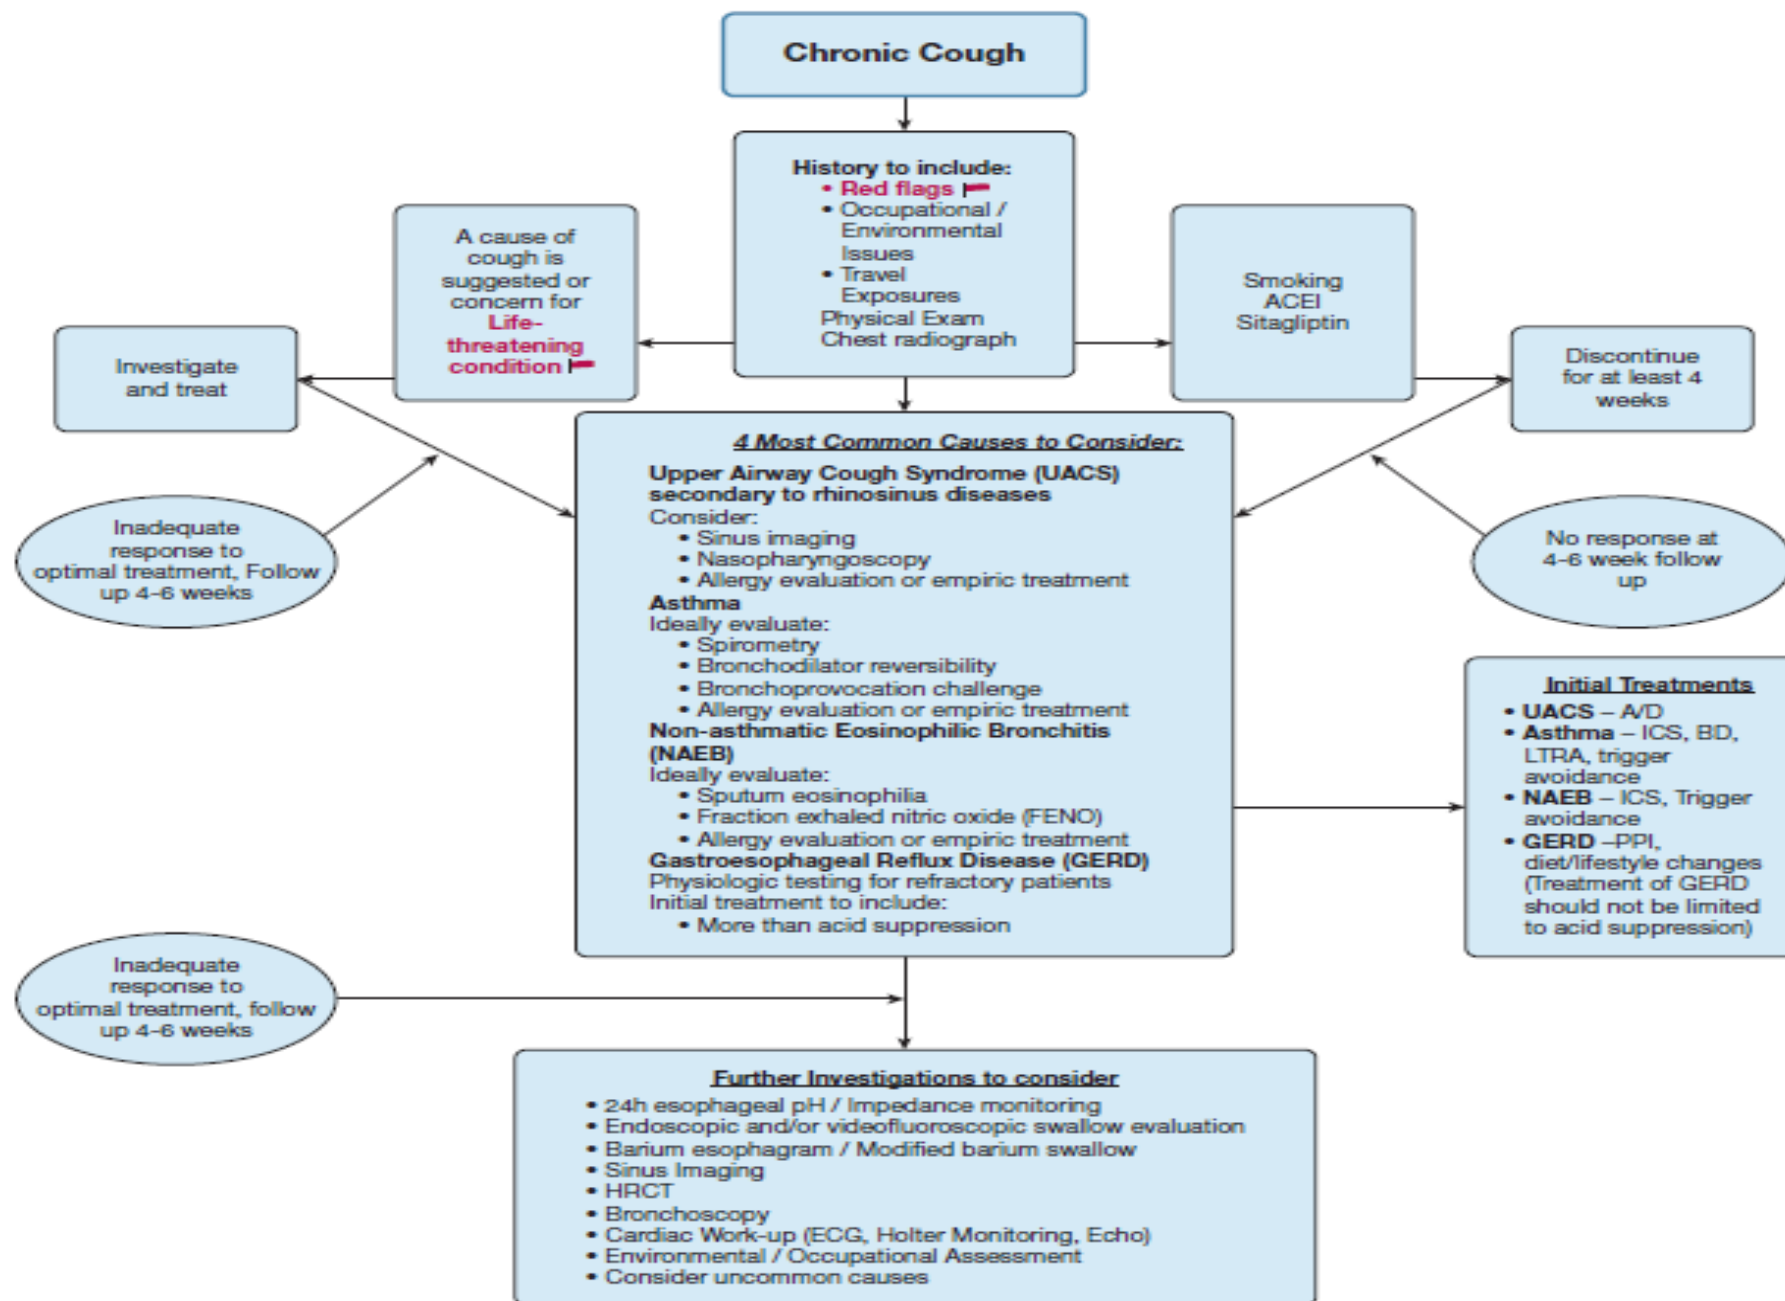 Chronic Cough
History to include:
• Red flags
• Occupational /
Environmental
Issues
• Travel
Exposures
Physical Exam
Chest radiograph
A cause of
cough is
suggested or
concern for
Life-
threatening
condition
Smoking
ACEI
Sitagliptin
Investigate
and treat
Discontinue
for at least 4
weeks
Inadequate
response to
optimal treatment, Follow
up 4-6 weeks
No response at
4-6 week follow
up
4 Most Common Causes to Consider:
Upper Airway Cough Syndrome (UACS)
secondary to rhinosinus diseases
Consider:
• Sinus imaging
• Nasopharyngoscopy
• Allergy evaluation or empiric treatment
Asthma
Ideally evaluate:
• Spirometry
• Bronchodilator reversibility
• Bronchoprovocation challenge
• Allergy evaluation or empiric treatment
Non-asthmatic Eosinophilic Bronchitis
(NAEB)
Ideally evaluate:
• Sputum eosinophilia
• Fraction exhaled nitric oxide (FENO)
• Allergy evaluation or empiric treatment
Gastroesophageal Reflux Disease (GERD)
Physiologic testing for refractory patients
Initial treatment to include:
• More than acid suppression
Initial Treatments
• UACS – A/D
• Asthma – ICS, BD,
LTRA, trigger
avoidance
• NAEB – ICS, Trigger
avoidance
• GERD –PPI,
diet/lifestyle changes
(Treatment of GERD
should not be limited
to acid suppression)
Inadequate
response to
optimal treatment, follow
up 4-6 weeks
Further Investigations to consider
• 24h esophageal pH / Impedance monitoring
• Endoscopic and/or videofluoroscopic swallow evaluation
• Barium esophagram / Modified barium swallow
• Sinus Imaging
• HRCT
• Bronchoscopy
• Cardiac Work-up (ECG, Holter Monitoring, Echo)
• Environmental / Occupational Assessment
• Consider uncommon causes